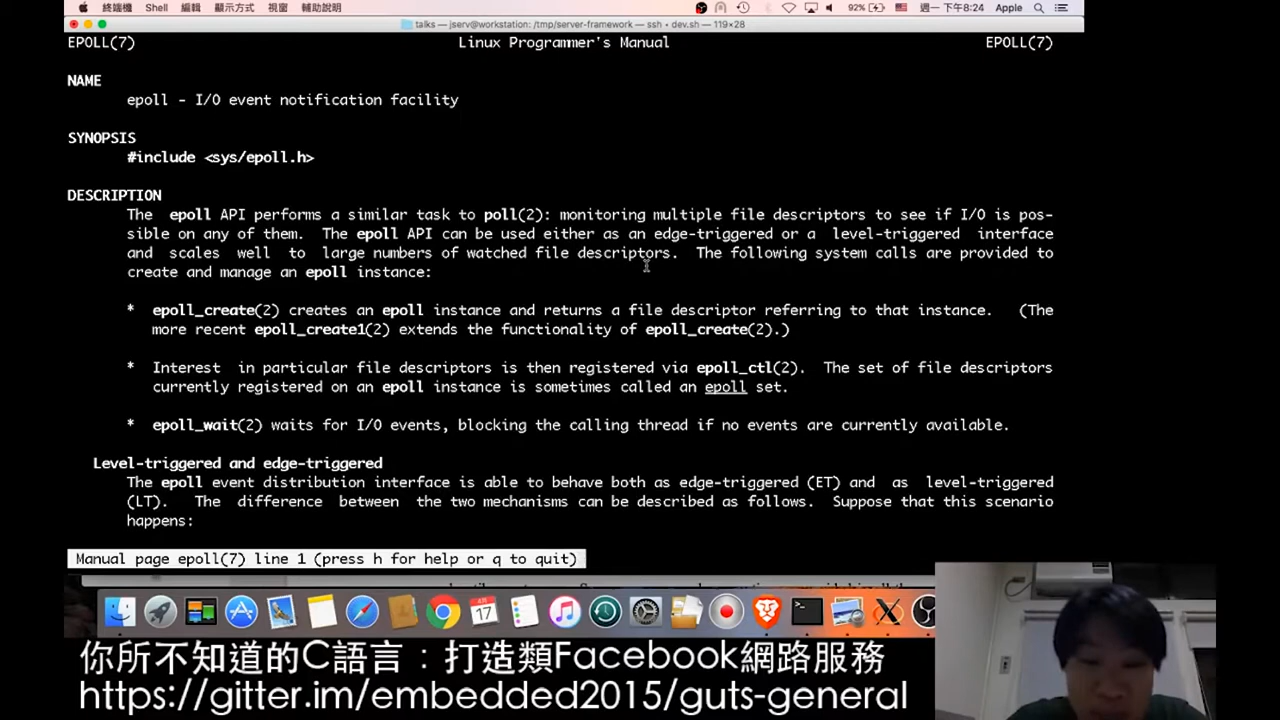 終端機 Shell 編輯 顯示方式 視窗 輔助說明 92% 週一 下午8:24 Apple
talks — jserv@workstation: /tmp/server-framework — ssh • dev.sh — 119×28
EPOLL(7) Linux Programmer's Manual EPOLL(7)
NAME
epoll - I/O event notification facility
SYNOPSIS
#include <sys/epoll.h>
DESCRIPTION
The epoll API performs a similar task to poll(2): monitoring multiple file descriptors to see if I/O is pos-
sible on any of them. The epoll API can be used either as an edge-triggered or a level-triggered interface
and scales well to large numbers of watched file descriptors. The following system calls are provided to
create and manage an epoll instance:
* epoll_create(2) creates an epoll instance and returns a file descriptor referring to that instance. (The
more recent epoll_create1(2) extends the functionality of epoll_create(2).)
* Interest in particular file descriptors is then registered via epoll_ctl(2). The set of file descriptors
currently registered on an epoll instance is sometimes called an epoll set.
* epoll_wait(2) waits for I/O events, blocking the calling thread if no events are currently available.
Level-triggered and edge-triggered
The epoll event distribution interface is able to behave both as edge-triggered (ET) and as level-triggered
(LT). The difference between the two mechanisms can be described as follows. Suppose that this scenario
happens:
Manual page epoll(7) line 1 (press h for help or q to quit)
17
你所不知道的C語言：打造類Facebook網路服務
https://gitter.im/embedded2015/guts-general